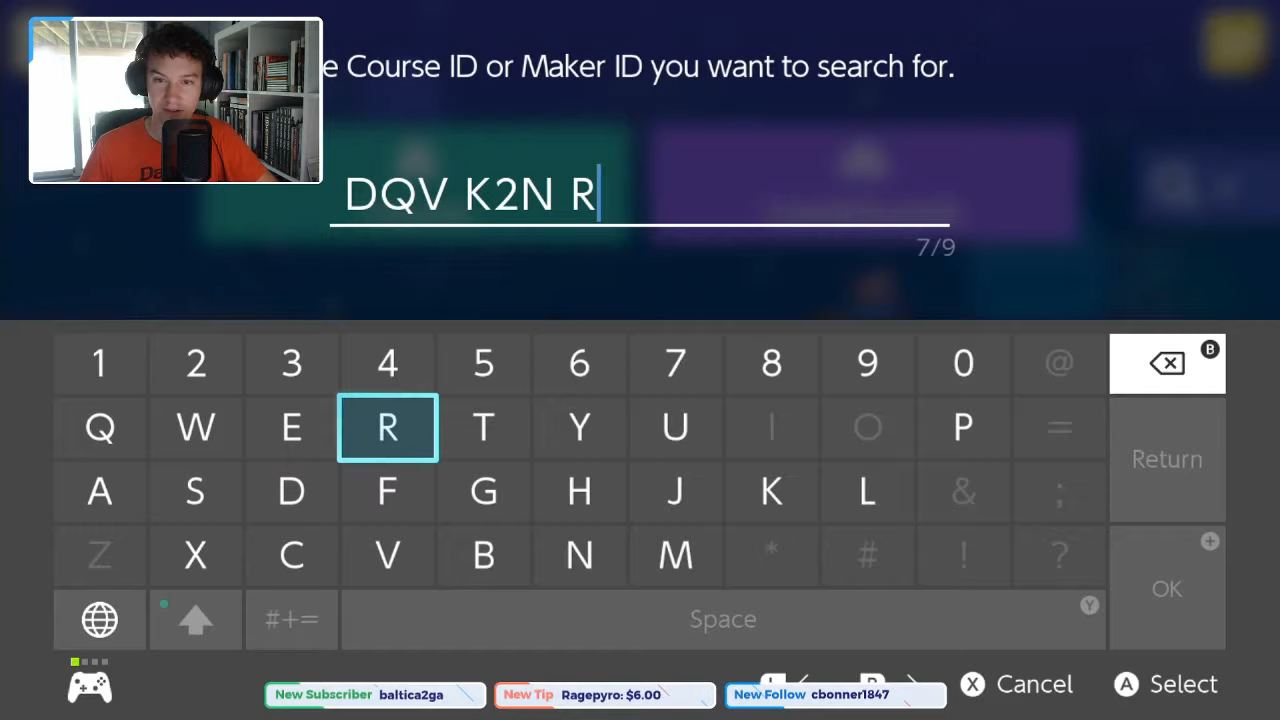 e Course ID or Maker ID you want to search for.
DQV K2N R
7/9
1 2 3 4 5 6 7 8 9 0 @ B
Q W E R T Y U I O P =
Return
A S D F G H J K L & ;
Z X C V B N M * # ! ? +
OK
#+= Space Y
X Cancel A Select
New Subscriber baltica2ga New Tip Ragepyro: $6.00 New Follow cbonner1847